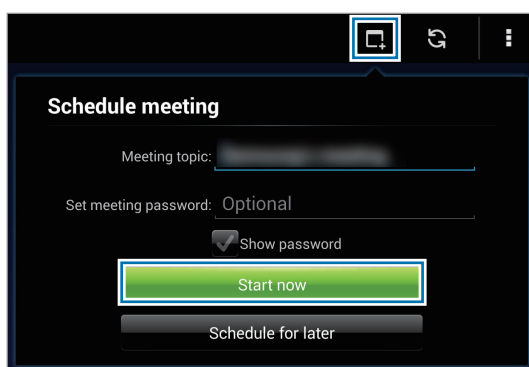 Schedule meeting
Meeting topic:
Set meeting password: Optional
Show password
Start now
Schedule for later